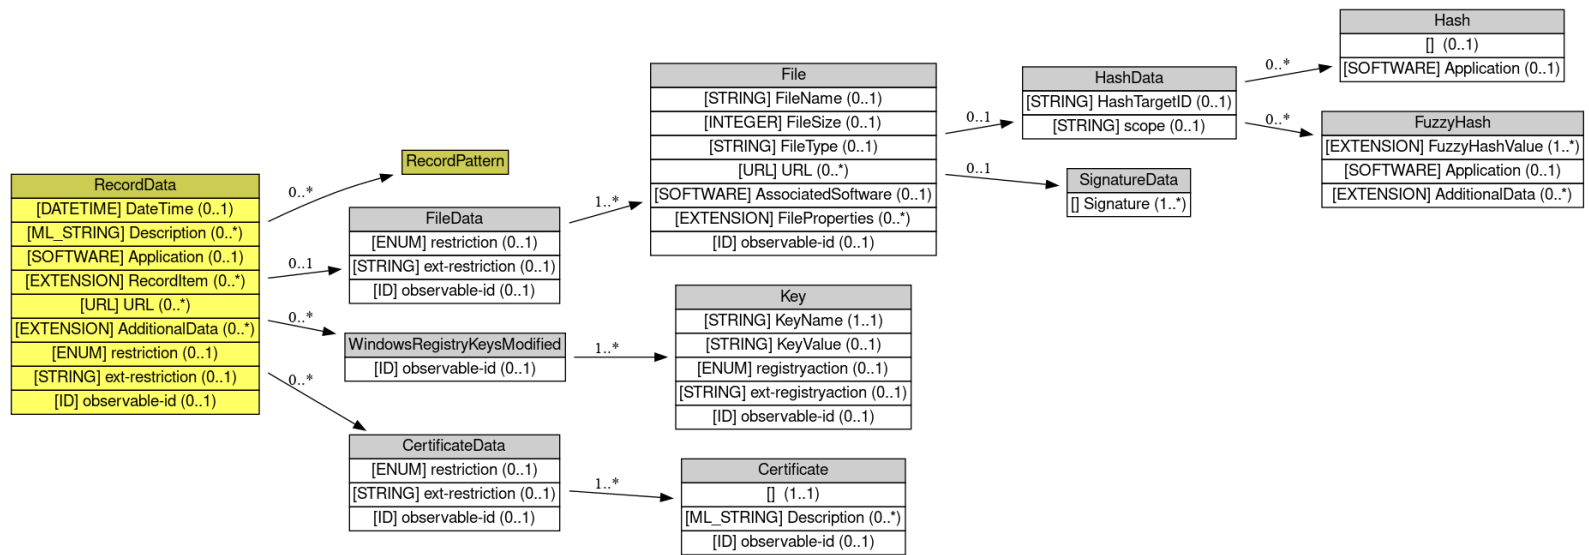 RecordData
[DATETIME] DateTime (0..1)
[ML_STRING] Description (0..*)
[SOFTWARE] Application (0..1)
[EXTENSION] RecordItem (0..*)
[URL] URL (0..*)
[EXTENSION] AdditionalData (0..*)
[ENUM] restriction (0..1)
[STRING] ext-restriction (0..1)
[ID] observable-id (0..1)
0..*
0..1
0..*
0..*
RecordPattern
FileData
[ENUM] restriction (0..1)
[STRING] ext-restriction (0..1)
[ID] observable-id (0..1)
1..*
WindowsRegistryKeysModified
[ID] observable-id (0..1)
1..*
CertificateData
[ENUM] restriction (0..1)
[STRING] ext-restriction (0..1)
[ID] observable-id (0..1)
1..*
File
[STRING] FileName (0..1)
[INTEGER] FileSize (0..1)
[STRING] FileType (0..1)
[URL] URL (0..*)
[SOFTWARE] AssociatedSoftware (0..1)
[EXTENSION] FileProperties (0..*)
[ID] observable-id (0..1)
0..1
0..1
Key
[STRING] KeyName (1..1)
[STRING] KeyValue (0..1)
[ENUM] registryaction (0..1)
[STRING] ext-registryaction (0..1)
[ID] observable-id (0..1)
Certificate
[] (1..1)
[ML_STRING] Description (0..*)
[ID] observable-id (0..1)
HashData
[STRING] HashTargetID (0..1)
[STRING] scope (0..1)
0..*
0..*
SignatureData
[] Signature (1..*)
Hash
[] (0..1)
[SOFTWARE] Application (0..1)
FuzzyHash
[EXTENSION] FuzzyHashValue (1..*)
[SOFTWARE] Application (0..1)
[EXTENSION] AdditionalData (0..*)